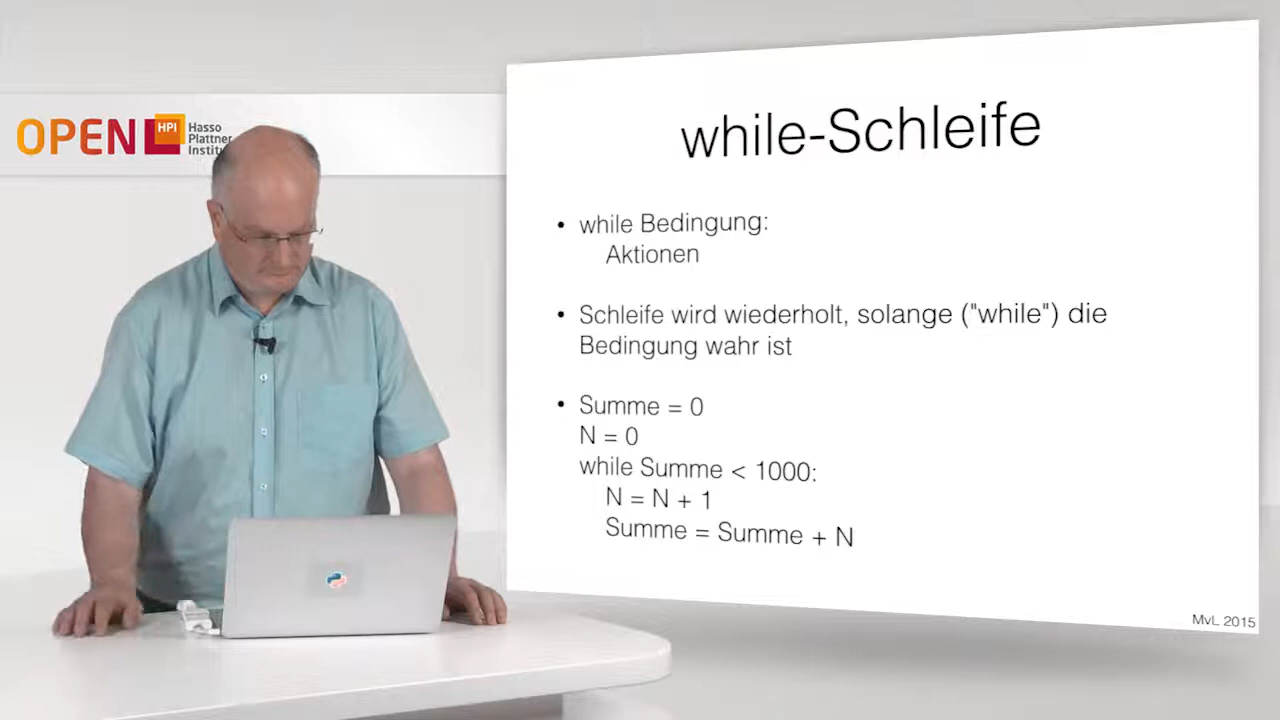 OPEN HPI Hasso
Plattner
Institu
while-Schleife
• while Bedingung:
Aktionen
• Schleife wird wiederholt, solange ("while") die
Bedingung wahr ist
• Summe = 0
N = 0
while Summe < 1000:
N = N + 1
Summe = Summe + N
MvL 2015